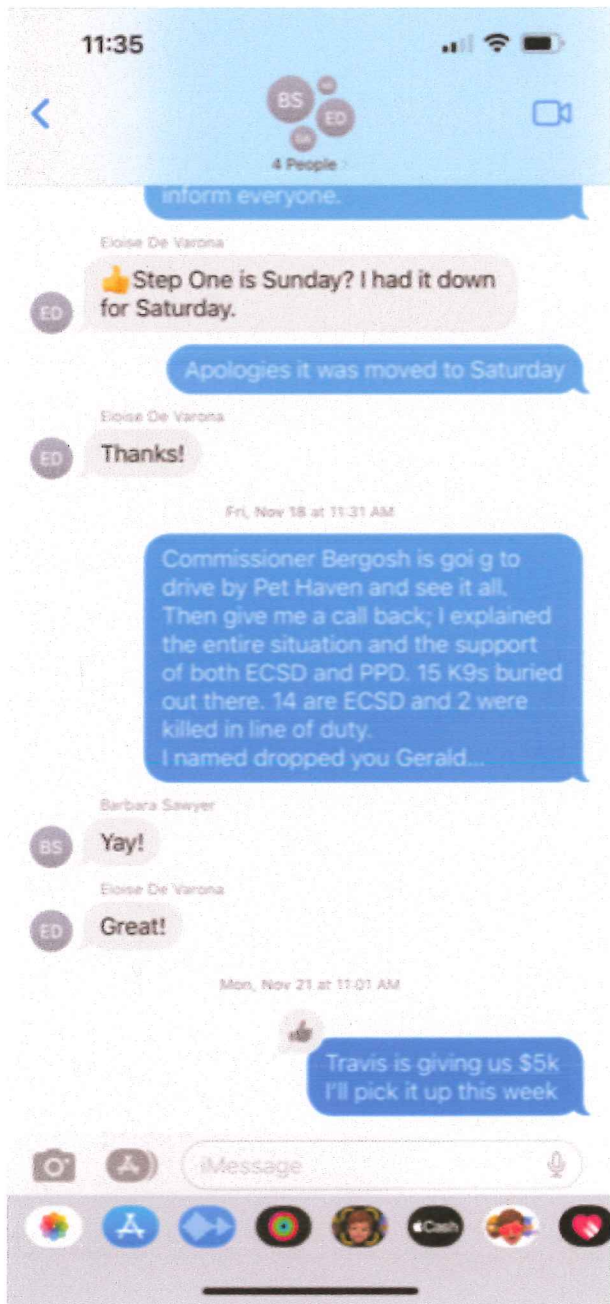 11:35
BS
ED
4 People
inform everyone.
Eloise De Varona
👍Step One is Sunday? I had it down
for Saturday.
ED
Apologies it was moved to Saturday
Eloise De Varona
Thanks!
ED
Fri, Nov 18 at 11:31 AM
Commissioner Bergosh is goi g to
drive by Pet Haven and see it all.
Then give me a call back; I explained
the entire situation and the support
of both ECSD and PPD. 15 K9s buried
out there. 14 are ECSD and 2 were
killed in line of duty.
I named dropped you Gerald...
Barbara Sawyer
Yay!
BS
Eloise De Varona
Great!
ED
Mon, Nov 21 at 11:01 AM
Travis is giving us $5k
I'll pick it up this week
iMessage
Cash